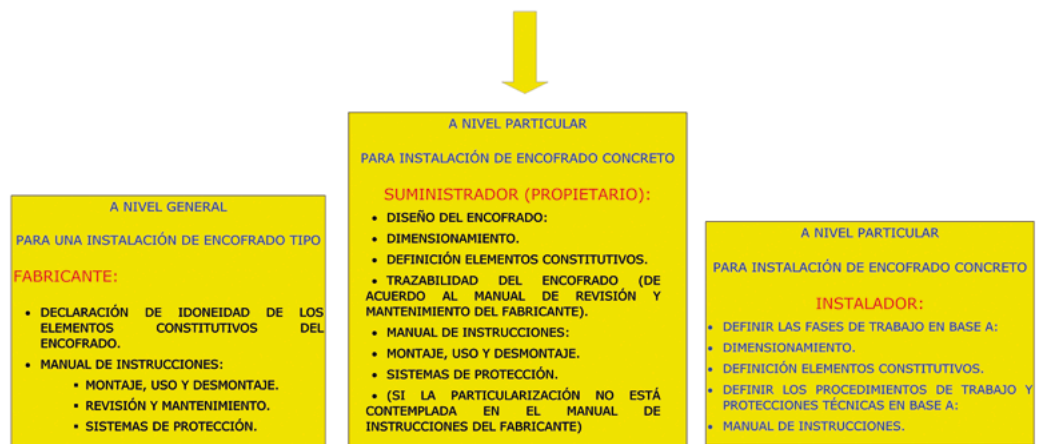 A NIVEL GENERAL
PARA UNA INSTALACIÓN DE ENCOFRADO TIPO
FABRICANTE:
• DECLARACIÓN DE IDONEIDAD DE LOS
ELEMENTOS CONSTITUTIVOS DEL
ENCOFRADO.
• MANUAL DE INSTRUCCIONES:
▪ MONTAJE, USO Y DESMONTAJE.
▪ REVISIÓN Y MANTENIMIENTO.
▪ SISTEMAS DE PROTECCIÓN.
A NIVEL PARTICULAR
PARA INSTALACIÓN DE ENCOFRADO CONCRETO
SUMINISTRADOR (PROPIETARIO):
• DISEÑO DEL ENCOFRADO:
• DIMENSIONAMIENTO.
• DEFINICIÓN ELEMENTOS CONSTITUTIVOS.
• TRAZABILIDAD DEL ENCOFRADO (DE
ACUERDO AL MANUAL DE REVISIÓN Y
MANTENIMIENTO DEL FABRICANTE).
• MANUAL DE INSTRUCCIONES:
• MONTAJE, USO Y DESMONTAJE.
• SISTEMAS DE PROTECCIÓN.
• (SI LA PARTICULARIZACIÓN NO ESTÁ
CONTEMPLADA EN EL MANUAL DE
INSTRUCCIONES DEL FABRICANTE)
A NIVEL PARTICULAR
PARA INSTALACIÓN DE ENCOFRADO CONCRETO
INSTALADOR:
• DEFINIR LAS FASES DE TRABAJO EN BASE A:
• DIMENSIONAMIENTO.
• DEFINICIÓN ELEMENTOS CONSTITUTIVOS.
• DEFINIR LOS PROCEDIMIENTOS DE TRABAJO Y
PROTECCIONES TÉCNICAS EN BASE A:
• MANUAL DE INSTRUCCIONES.